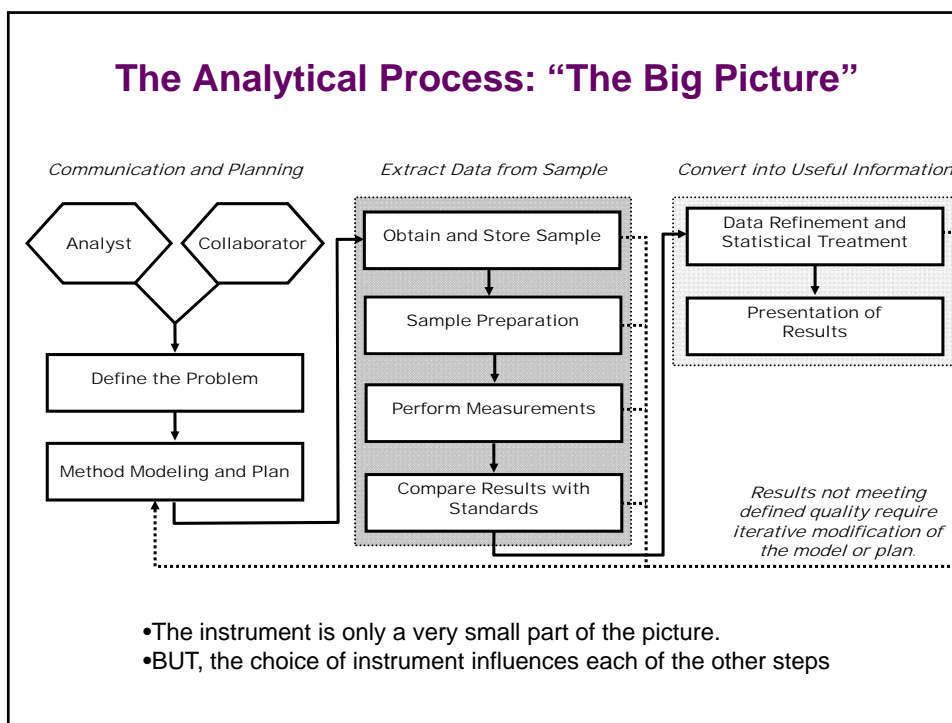 The Analytical Process: “The Big Picture”
Communication and Planning
Analyst
Collaborator
Define the Problem
Method Modeling and Plan
Extract Data from Sample
Obtain and Store Sample
Sample Preparation
Perform Measurements
Compare Results with
Standards
Convert into Useful Information
Data Refinement and
Statistical Treatment
Presentation of
Results
Results not meeting
defined quality require
iterative modification of
the model or plan.
•The instrument is only a very small part of the picture.
•BUT, the choice of instrument influences each of the other steps